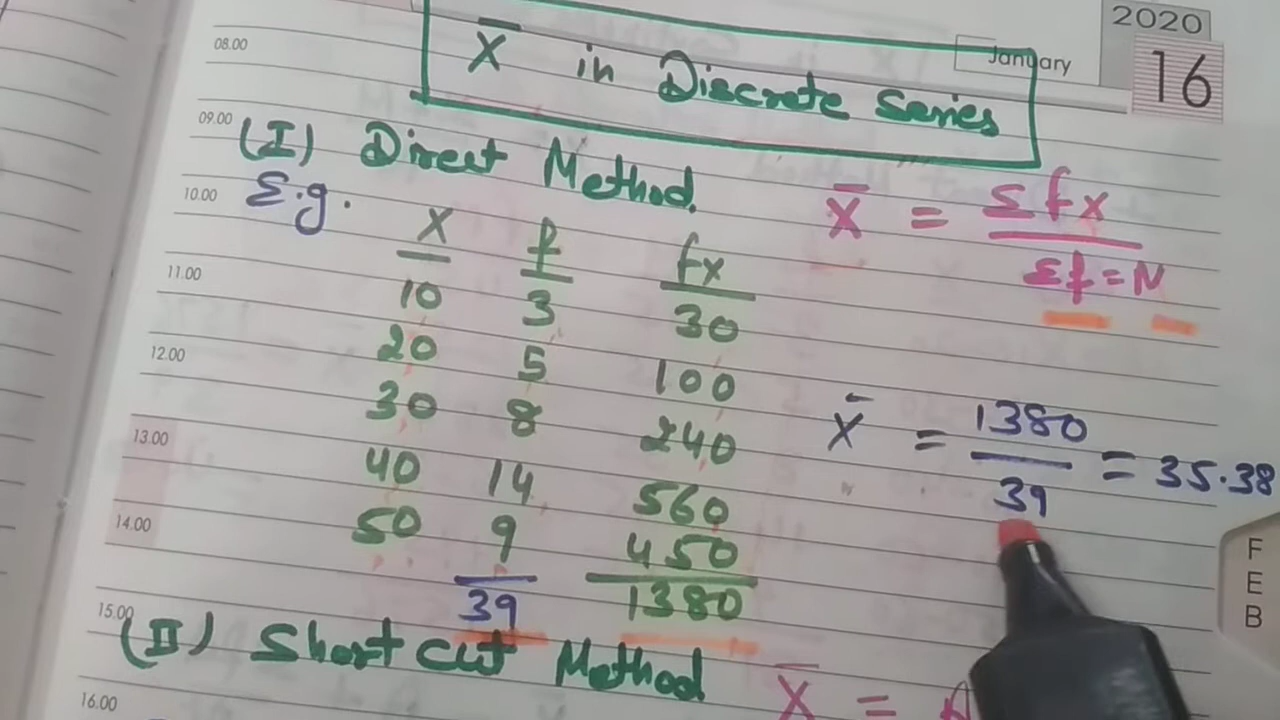 2020
January 16
08.00
X̄ in Discrete Series
09.00
(I) Direct Method
X̄ = Σfx / Σf = N
10.00
E.g.
X f fx
11.00
10 3 30
20 5 100
12.00
30 8 240
X̄ = 1380 / 39 = 35.38
13.00
40 14 560
50 9 450
14.00
39 1380
15.00
(II) Short cut Method
X̄ =
16.00
FEB